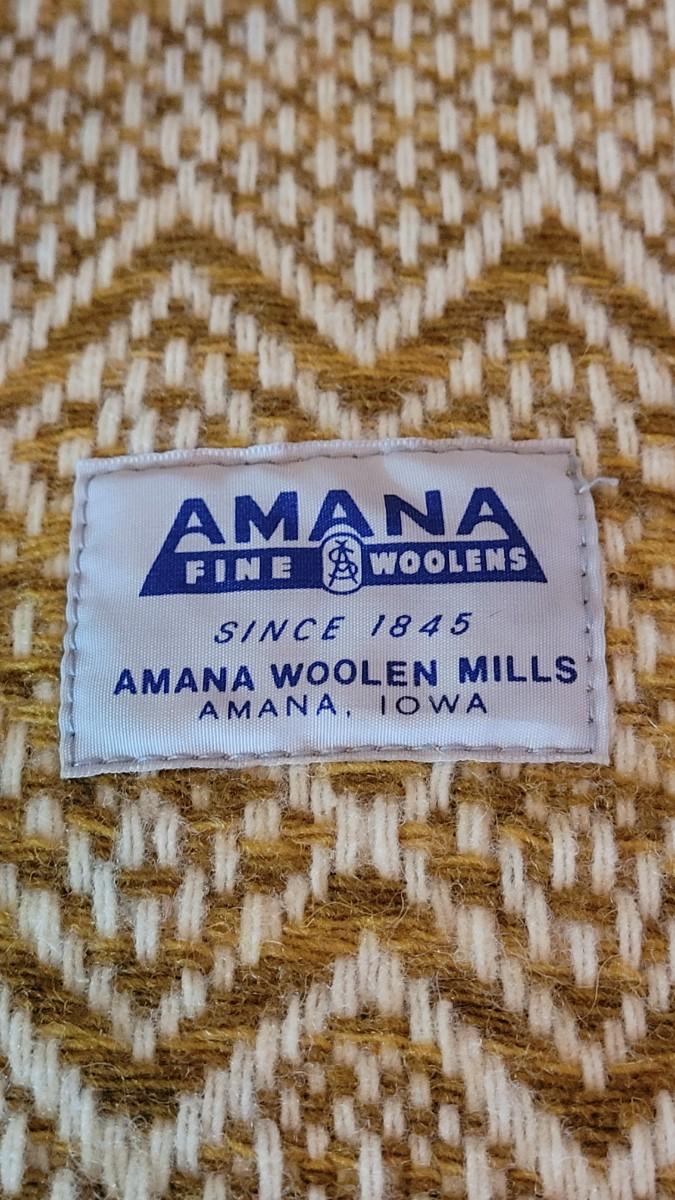 AMANA
FINE WOOLENS
SINCE 1845
AMANA WOOLEN MILLS
AMANA, IOWA